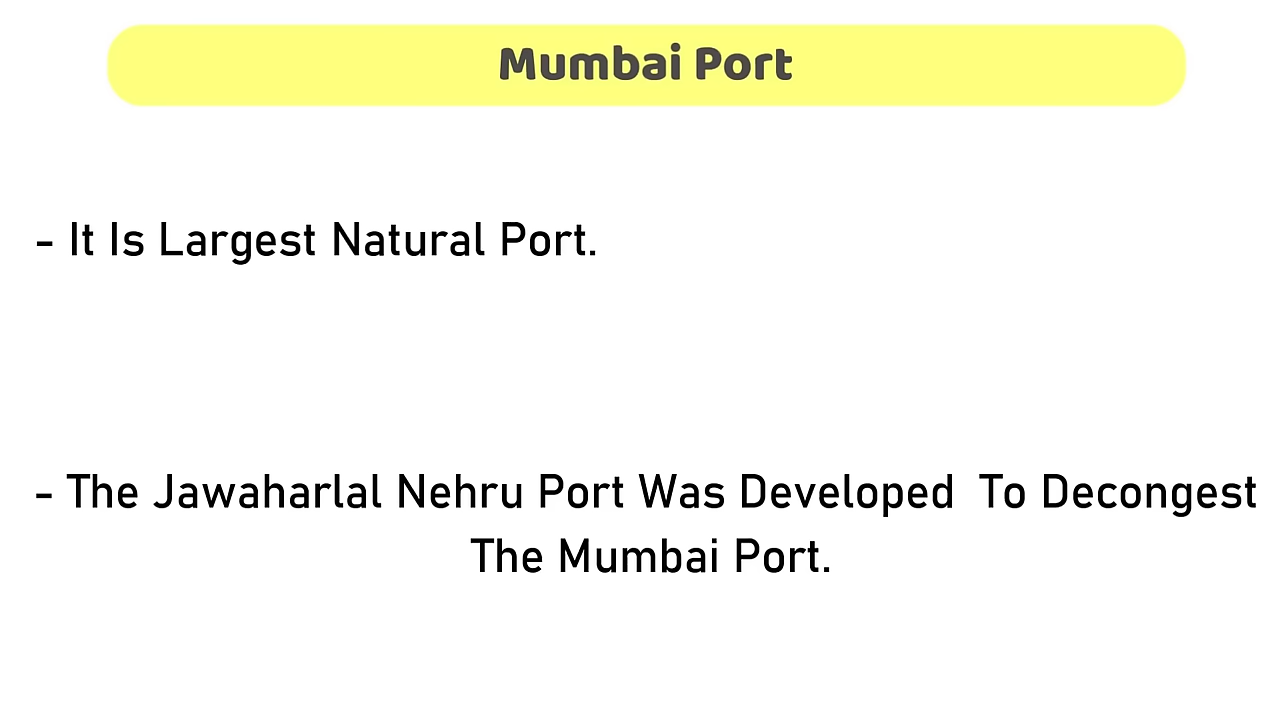 Mumbai Port
- It Is Largest Natural Port.
- The Jawaharlal Nehru Port Was Developed  To Decongest
The Mumbai Port.